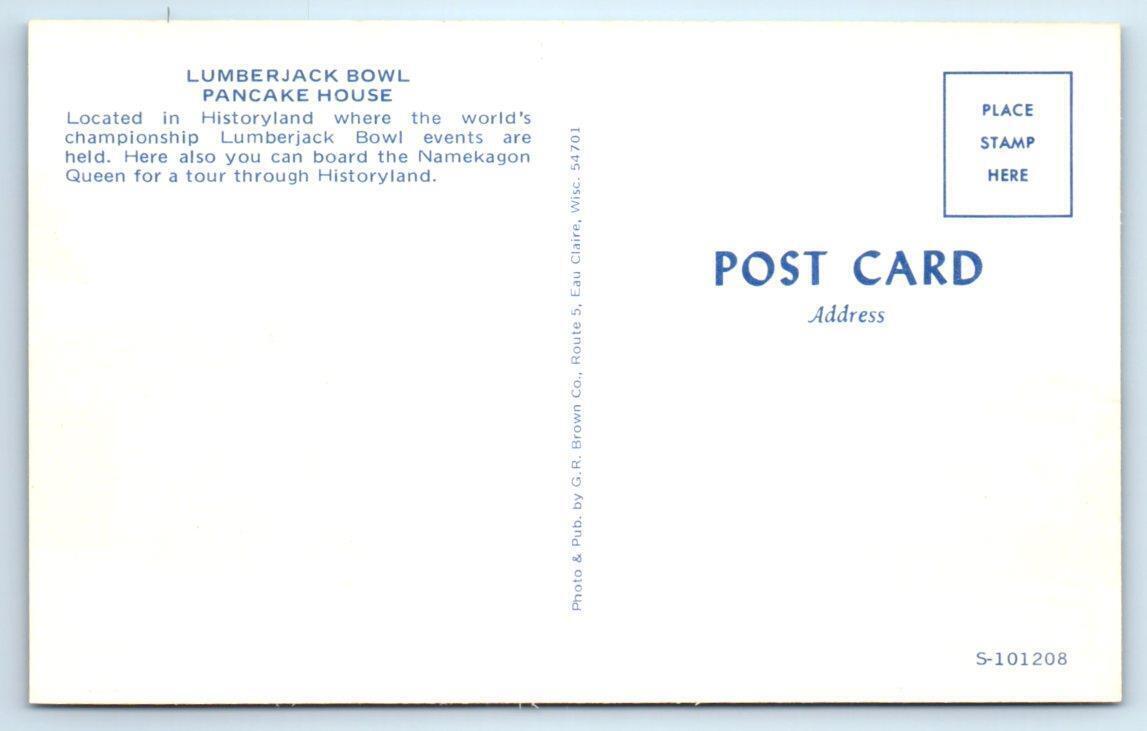 LUMBERJACK BOWL
PANCAKE HOUSE
Located in Historyland where the world's
championship Lumberjack Bowl events are
held. Here also you can board the Namekagon
Queen for a tour through Historyland.
Photo & Pub. by G.R. Brown Co., Route 5, Eau Claire, Wisc. 54701
PLACE
STAMP
HERE
POST CARD
Address
S-101208